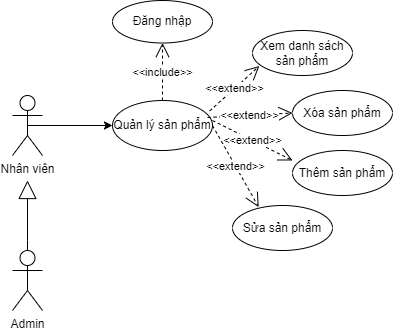 Đăng nhập
Xem danh sách
sản phẩm
<<include>>
<<extend>>
Xóa sản phẩm
<<extend>>
Quản lý sản phẩm
<<extend>>
Nhân viên
<<extend>>
Thêm sản phẩm
Sửa sản phẩm
Admin